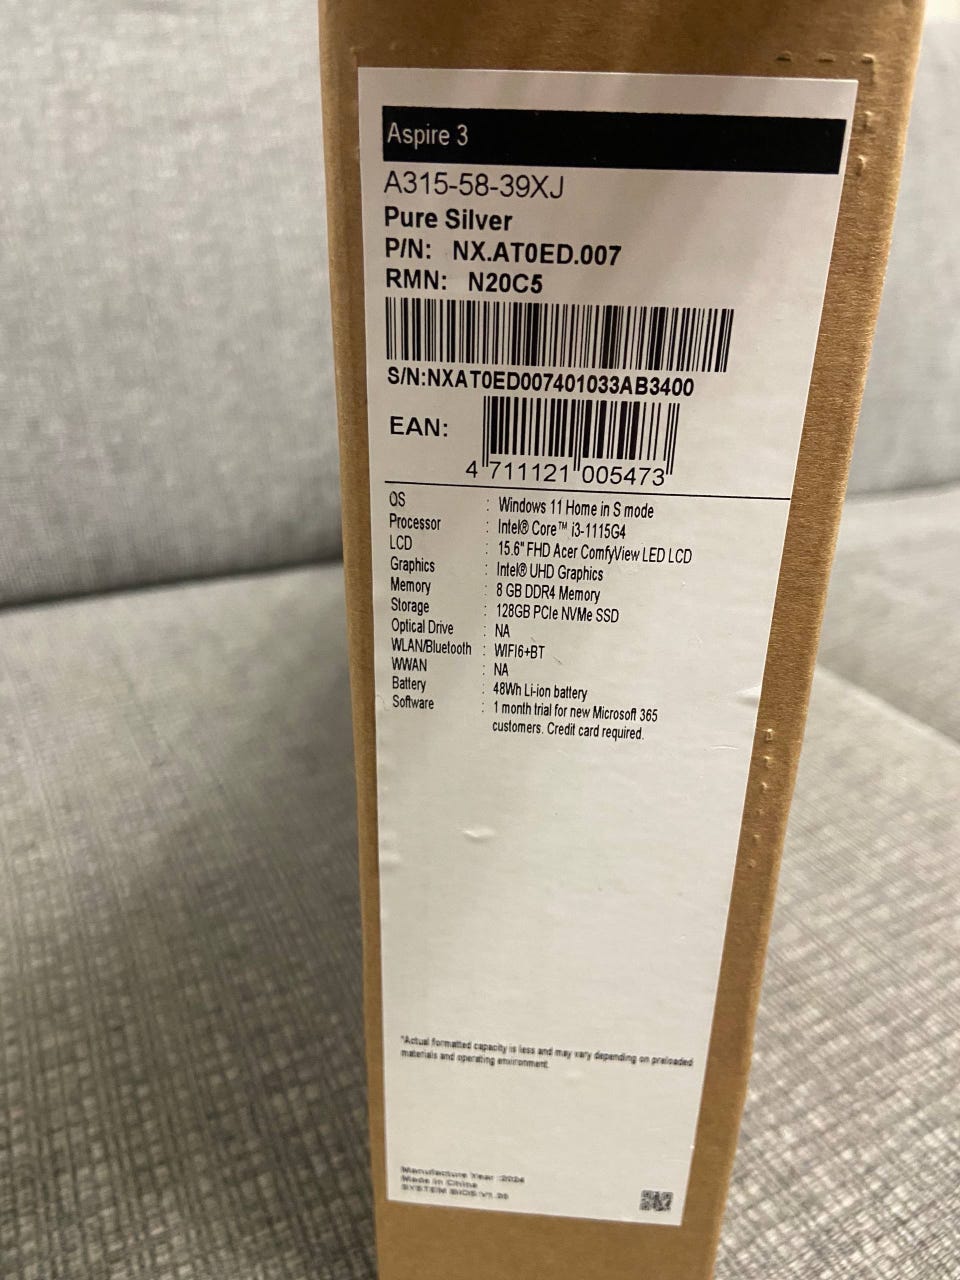 Aspire 3
A315-58-39XJ
Pure Silver
P/N: NX.AT0ED.007
RMN: N20C5
S/N:NXAT0ED007401033AB3400
EAN:
4 711121 005473
OS : Windows 11 Home in S mode
Processor : Intel® Core™ i3-1115G4
LCD : 15.6" FHD Acer ComfyView LED LCD
Graphics : Intel® UHD Graphics
Memory : 8 GB DDR4 Memory
Storage : 128GB PCIe NVMe SSD
Optical Drive : NA
WLAN/Bluetooth : WIFI6+BT
WWAN : NA
Battery : 48Wh Li-ion battery
Software : 1 month trial for new Microsoft 365
customers. Credit card required.
*Actual formatted capacity is less and may vary depending on preloaded
materials and operating environment.
Manufacture Year :2024
Made in China
SYSTEM BIOS: